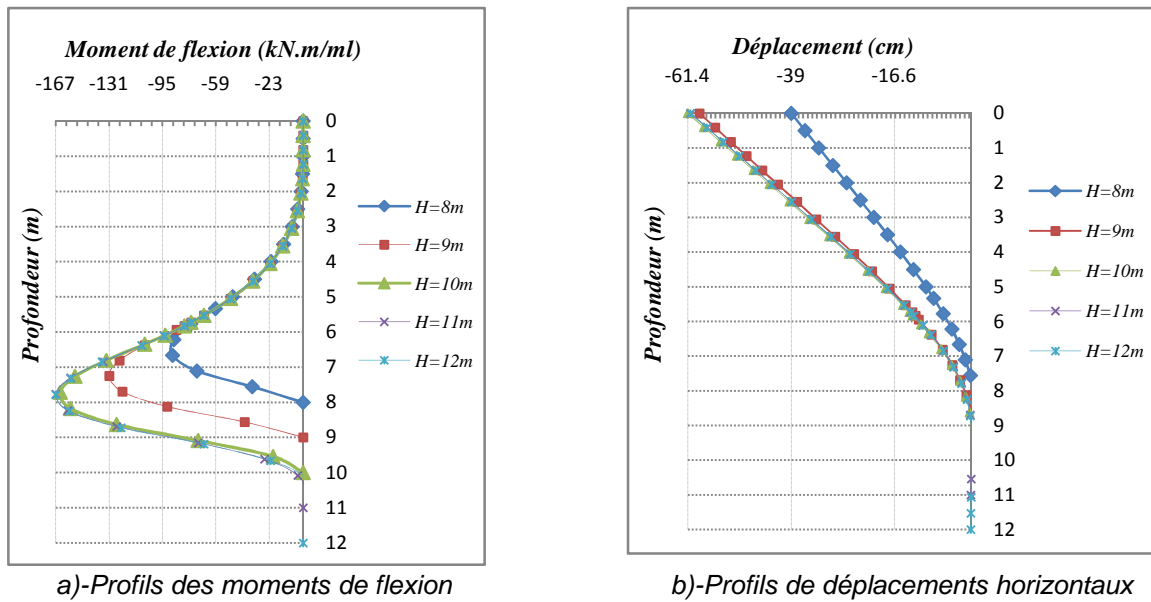 Moment de flexion (kN.m/ml)
-167 -131 -95 -59 -23
0
1
2
3
4
5
6
7
8
9
10
11
12
Profondeur (m)
H=8m
H=9m
H=10m
H=11m
H=12m
a)-Profils des moments de flexion
Déplacement (cm)
-61.4 -39 -16.6
0
1
2
3
4
5
6
7
8
9
10
11
12
Profondeur (m)
H=8m
H=9m
H=10m
H=11m
H=12m
b)-Profils de déplacements horizontaux